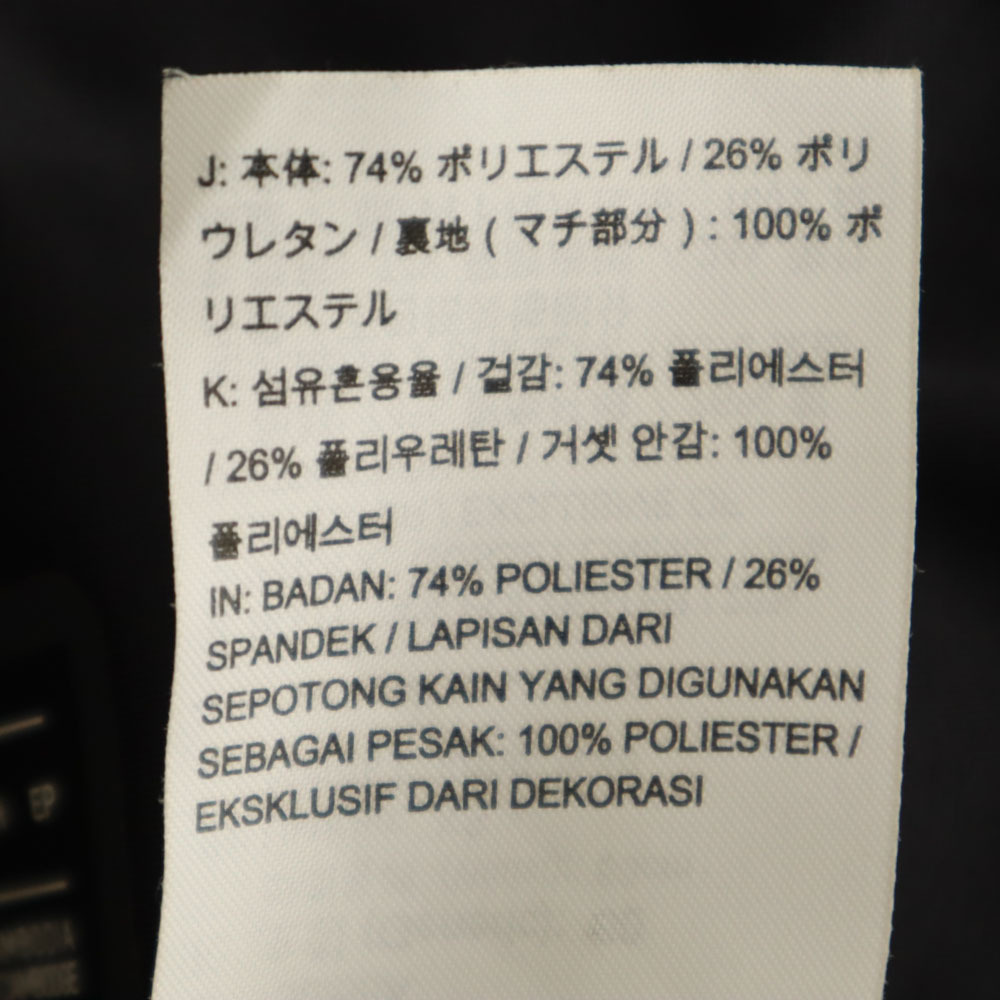 J: 本体: 74% ポリエステル / 26% ポリ
ウレタン / 裏地 ( マチ部分 ) : 100% ポ
リエステル
K: 섬유혼용율 / 겉감: 74% 폴리에스터
/ 26% 폴리우레탄 / 거셋 안감: 100%
폴리에스터
IN: BADAN: 74% POLIESTER / 26%
SPANDEK / LAPISAN DARI
SEPOTONG KAIN YANG DIGUNAKAN
SEBAGAI PESAK: 100% POLIESTER /
EKSKLUSIF DARI DEKORASI
EP